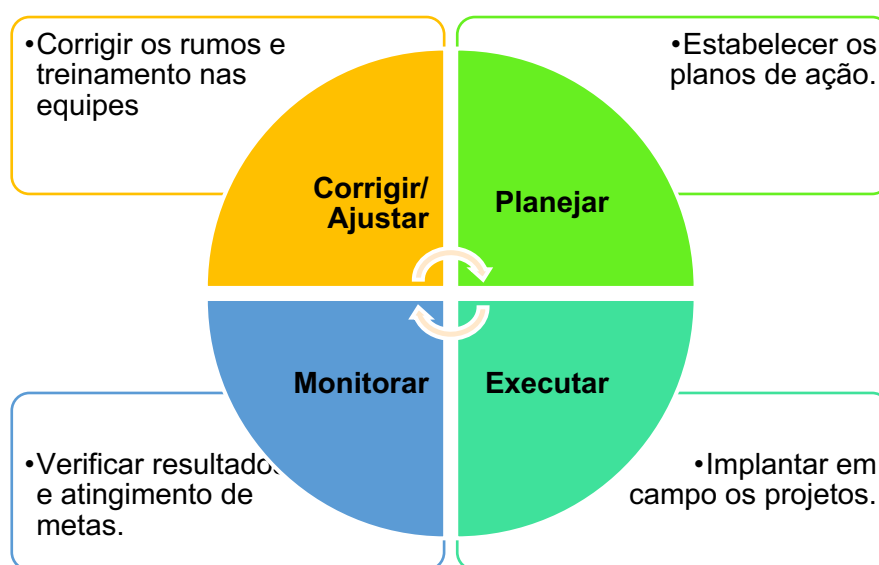 •Corrigir os rumos e
treinamento nas
equipes
•Estabelecer os
planos de ação.
Corrigir/
Ajustar
Planejar
Monitorar
Executar
•Verificar resultados
e atingimento de
metas.
•Implantar em
campo os projetos.